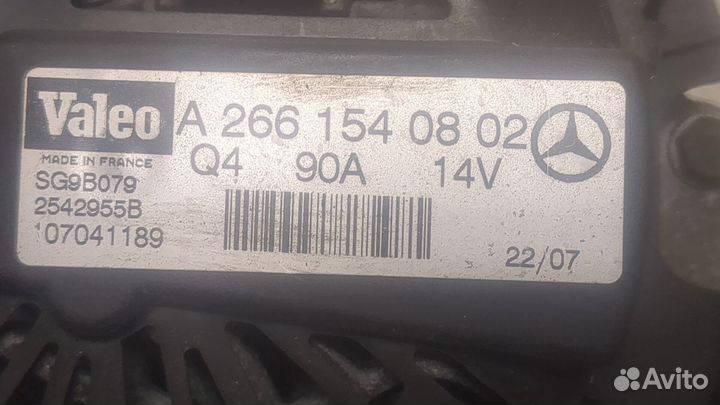 Valeo A 266 154 08 02
MADE IN FRANCE Q4 90A 14V
SG9B079
2542955B
107041189
22/07
Avito